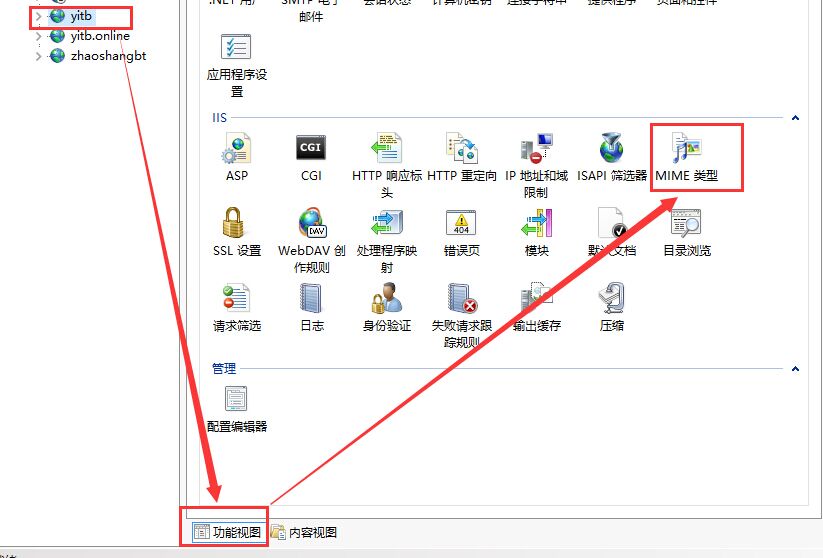 yitb
yitb.online
zhaoshangbt
.NET 用户
SMTP 电子
邮件
会话状态
计算机密钥
连接字符串
提供程序
页面和控件
应用程序设
置
IIS
ASP
CGI
CGI
HTTP 响应标
头
HTTP 重定向
IP 地址和域
限制
ISAPI 筛选器
MIME 类型
SSL 设置
DAV
WebDAV 创
作规则
处理程序映
射
404
错误页
模块
默认文档
目录浏览
请求筛选
日志
身份验证
失败请求跟
踪规则
输出缓存
压缩
管理
配置编辑器
功能视图
内容视图